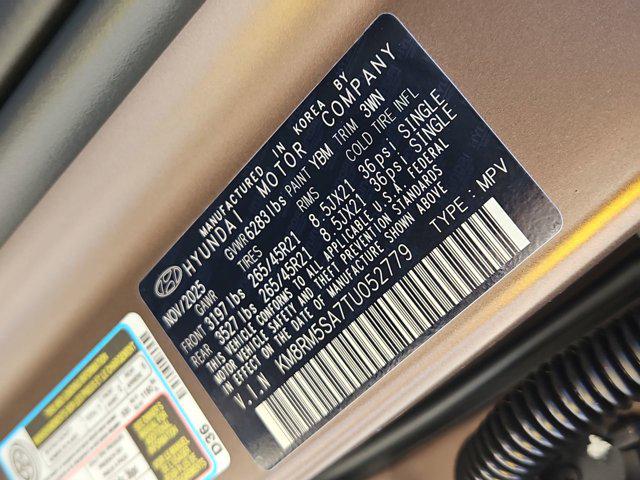 MANUFACTURED IN KOREA BY
HYUNDAI MOTOR COMPANY
NOV/2025 GVWR 6283 lbs PAINT YBM TRIM 3WN
GAWR TIRES RIMS COLD TIRE INFL
FRONT 3197 lbs 265/45R21 8.5JX21 36psi SINGLE
REAR 3527 lbs 265/45R21 8.5JX21 36psi SINGLE
THIS VEHICLE CONFORMS TO ALL APPLICABLE U.S.A. FEDERAL
MOTOR VEHICLE SAFETY AND THEFT PREVENTION STANDARDS
IN EFFECT ON THE DATE OF MANUFACTURE SHOWN ABOVE.
V.I.N KM8RM5SA7TU052779 TYPE : MPV
D36